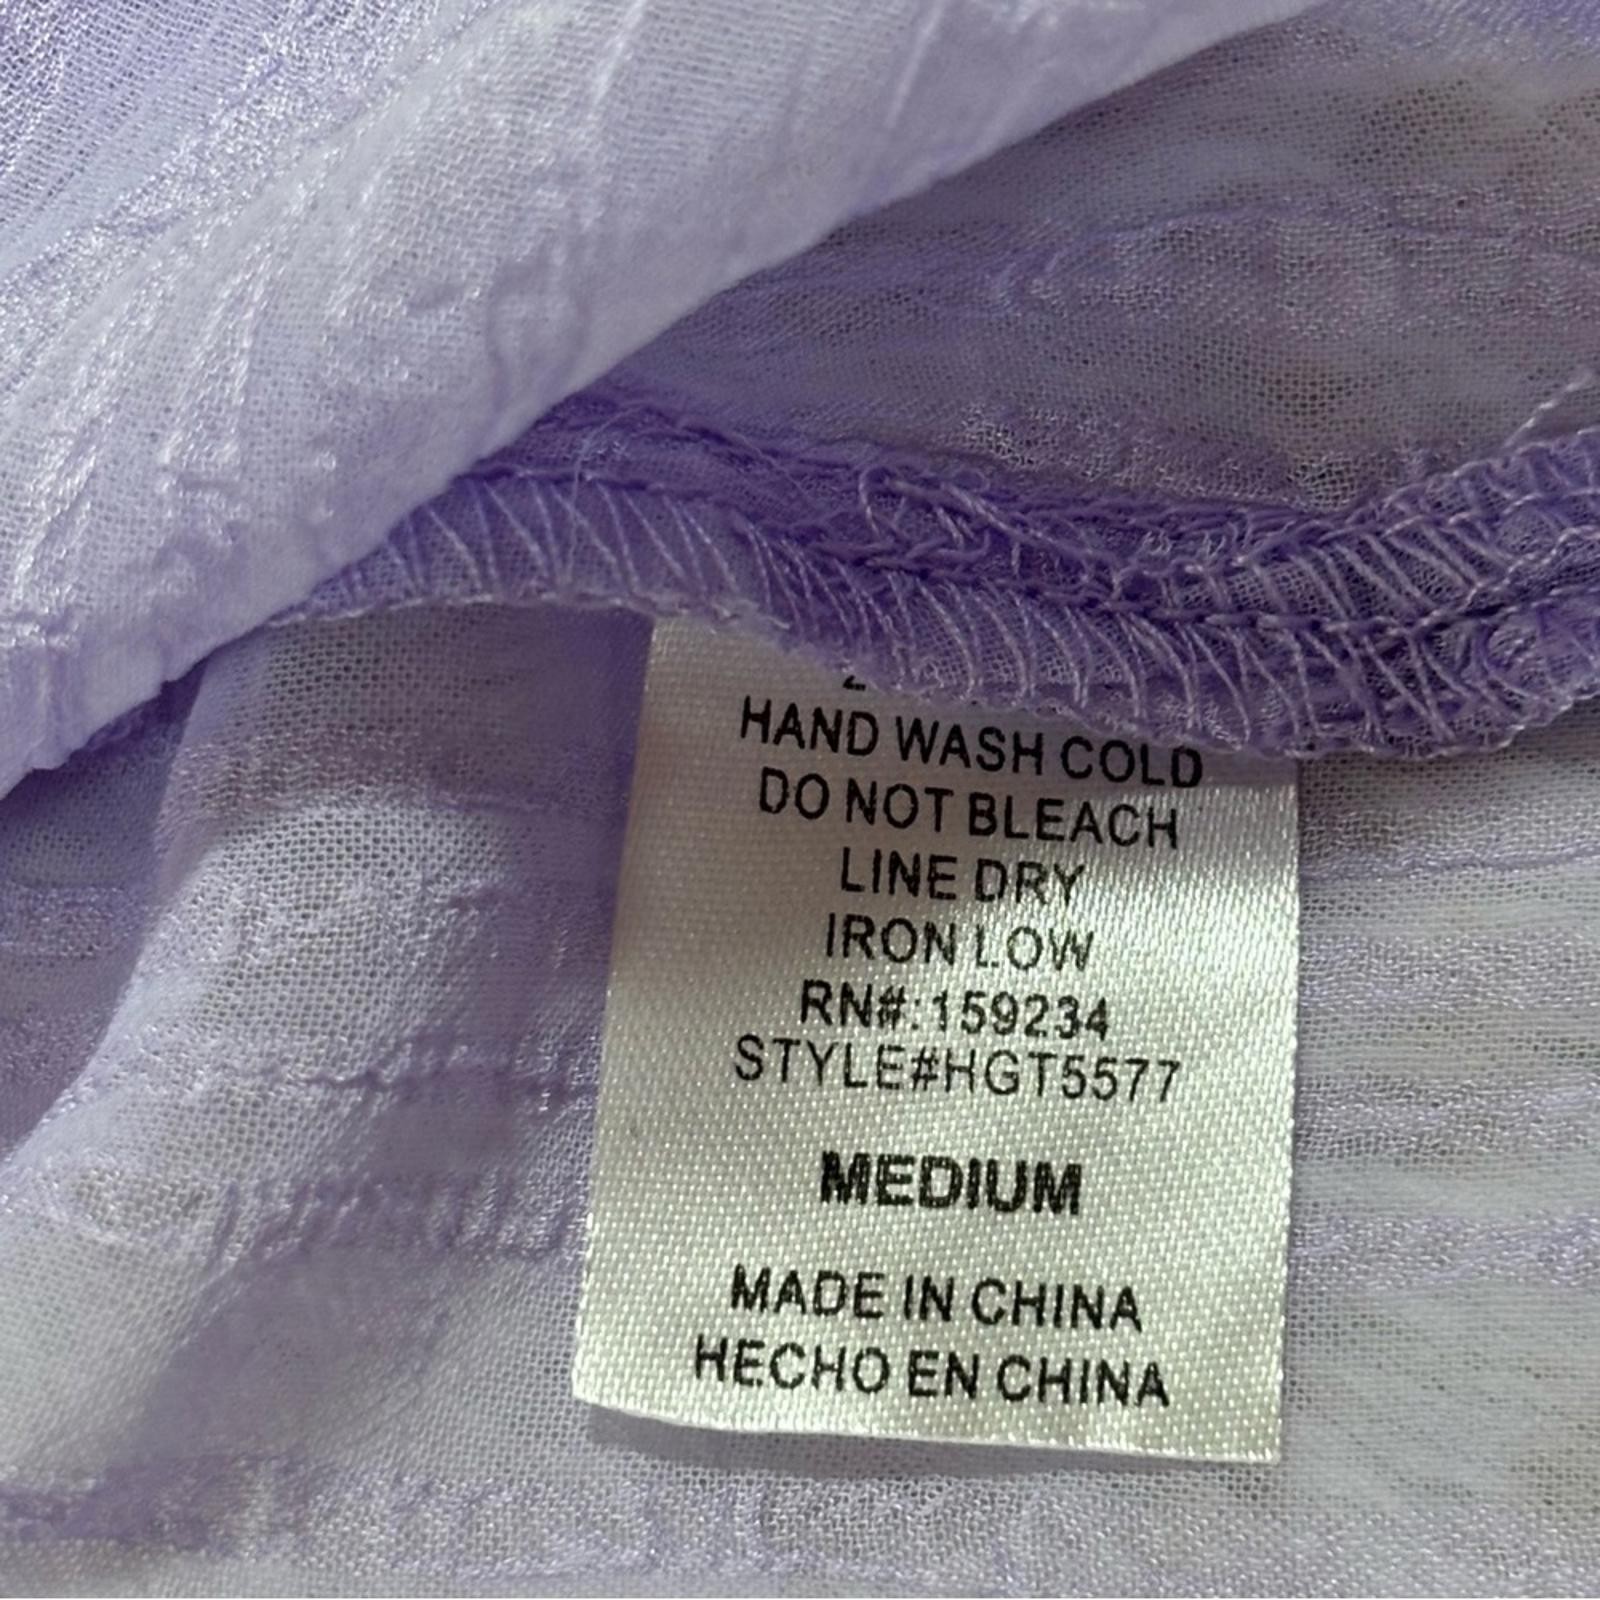 HAND WASH COLD
DO NOT BLEACH
LINE DRY
IRON LOW
RN#:159234
STYLE#HGT5577
MEDIUM
MADE IN CHINA
HECHO EN CHINA